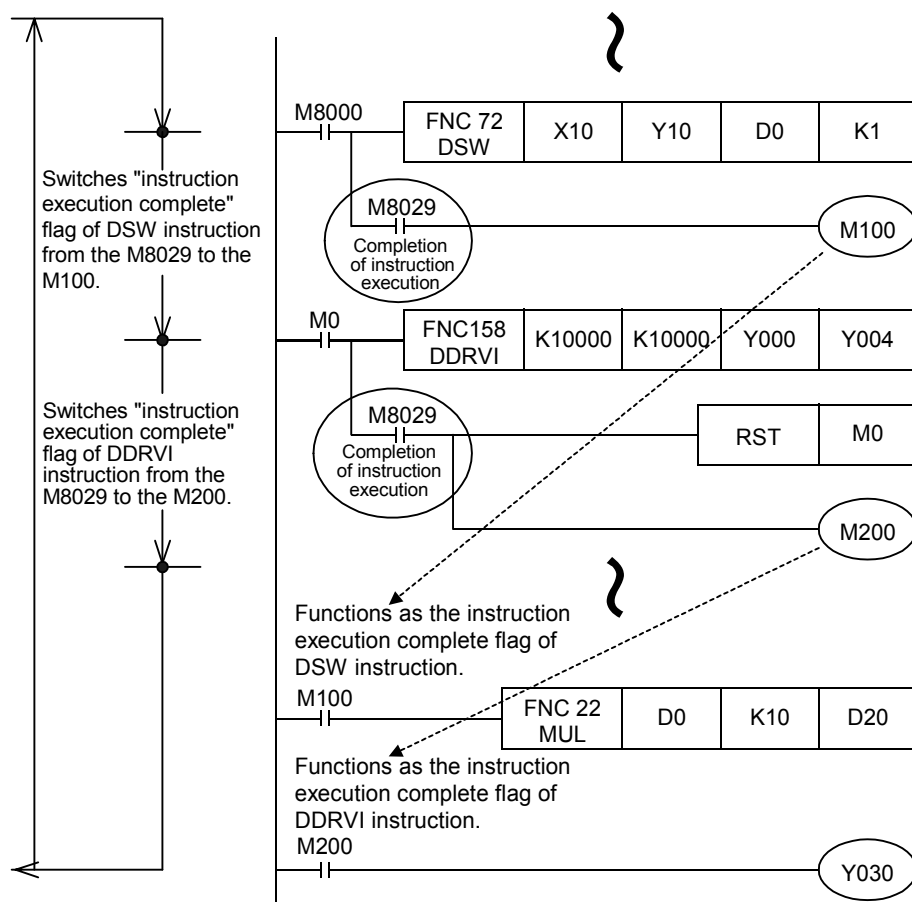 M8000
FNC 72
DSW
X10
Y10
D0
K1
Switches "instruction
execution complete"
flag of DSW instruction
from the M8029 to the
M100.
M8029
Completion
of instruction
execution
M100
M0
FNC158
DDRVI
K10000
K10000
Y000
Y004
Switches "instruction
execution complete"
flag of DDRVI
instruction from the
M8029 to the M200.
M8029
Completion
of instruction
execution
RST
M0
M200
Functions as the instruction
execution complete flag of
DSW instruction.
M100
FNC 22
MUL
D0
K10
D20
Functions as the instruction
execution complete flag of
DDRVI instruction.
M200
Y030